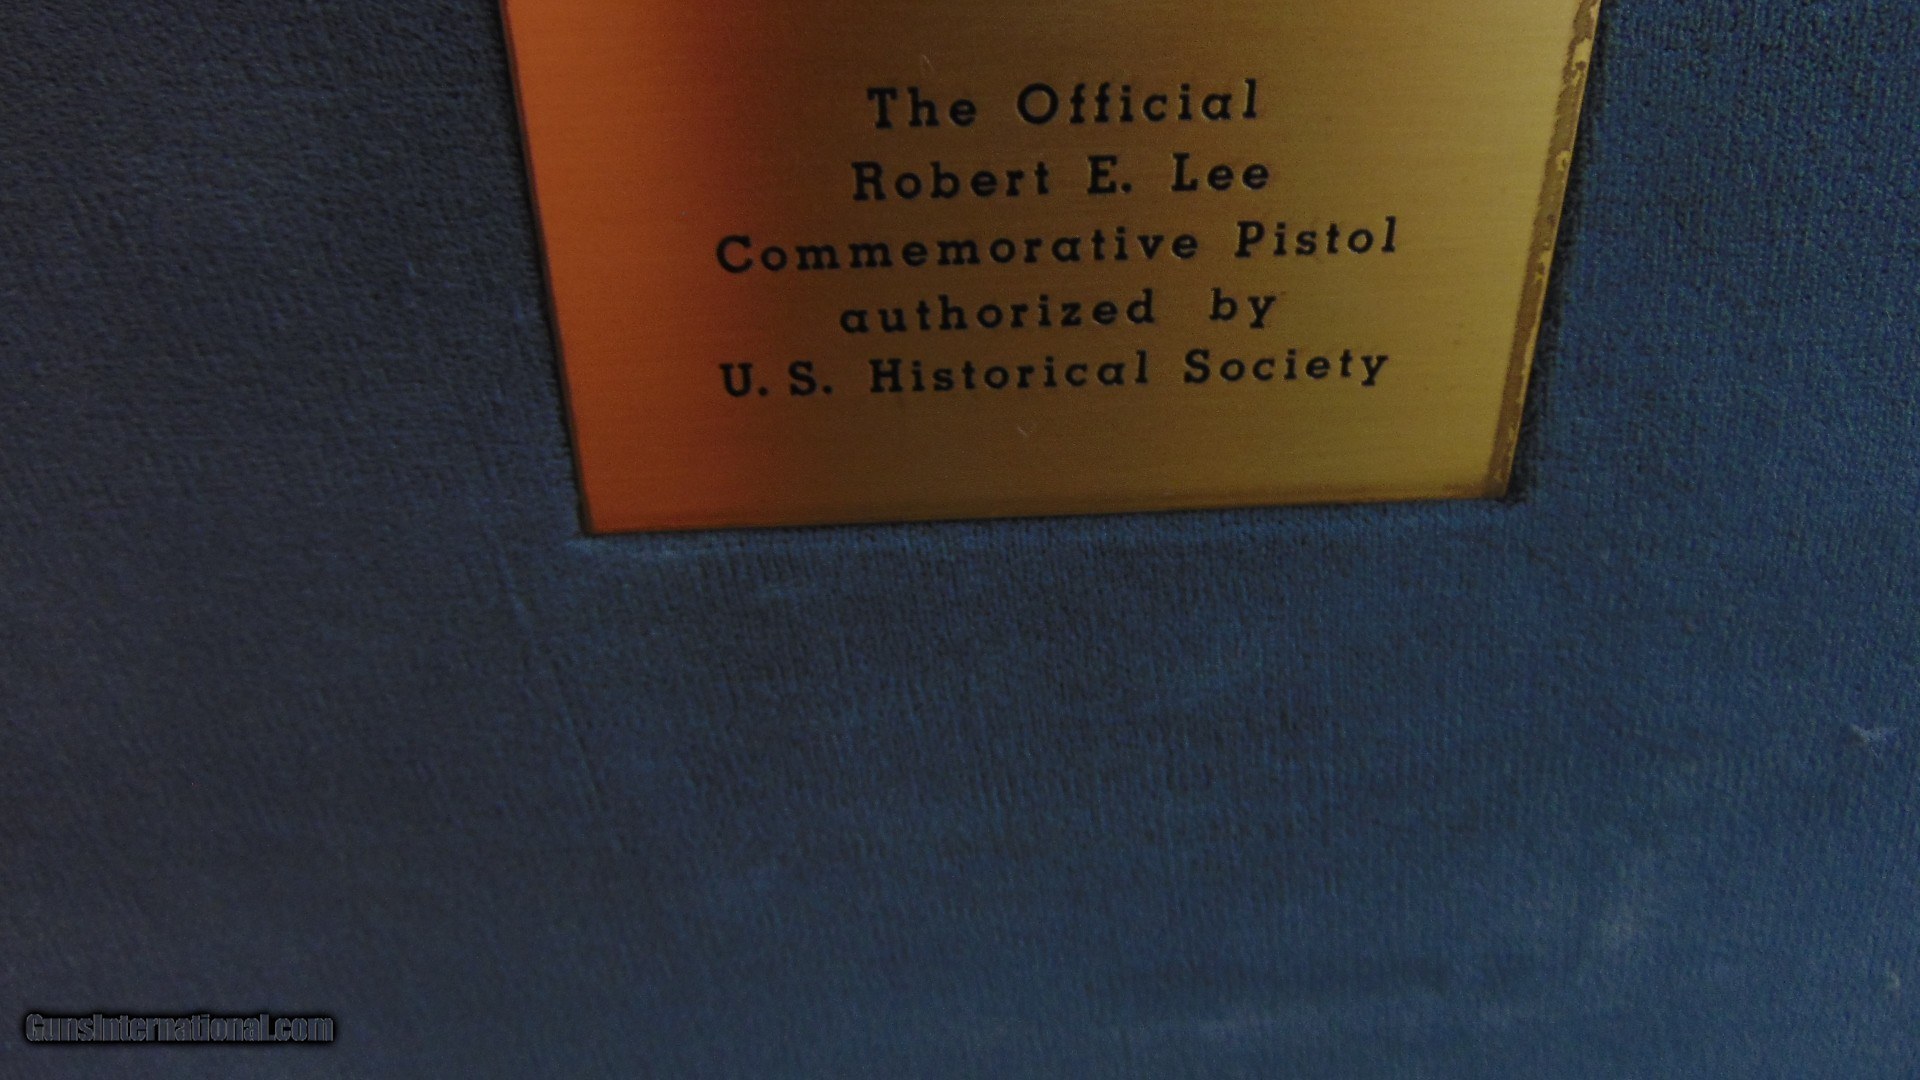 The Official
Robert E. Lee
Commemorative Pistol
authorized by
U. S. Historical Society
GunsInternational.com